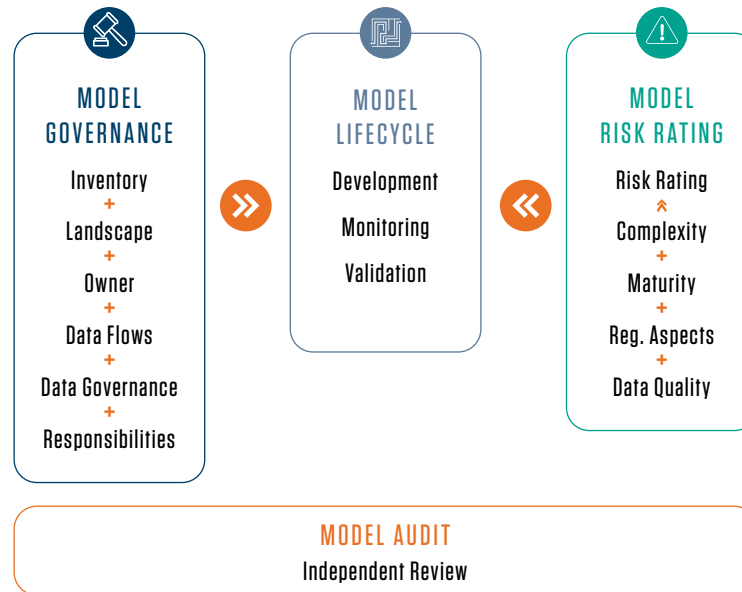 MODEL
GOVERNANCE
Inventory
+
Landscape
+
Owner
+
Data Flows
+
Data Governance
+
Responsibilities
MODEL
LIFECYCLE
Development
Monitoring
Validation
MODEL
RISK RATING
Risk Rating
Complexity
+
Maturity
+
Reg. Aspects
+
Data Quality
MODEL AUDIT
Independent Review